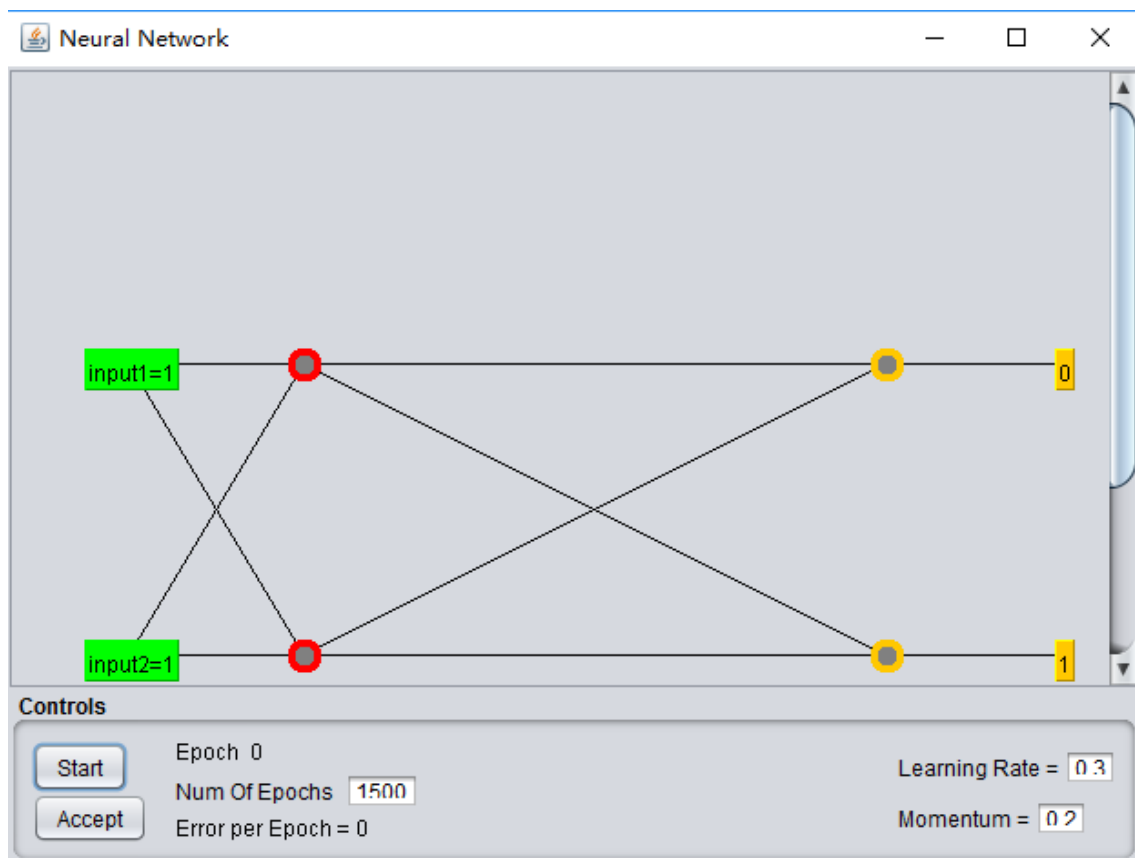 Neural Network
input1=1
0
input2=1
1
Controls
Start
Epoch 0
Num Of Epochs 1500
Accept
Error per Epoch = 0
Learning Rate = 0.3
Momentum = 0.2